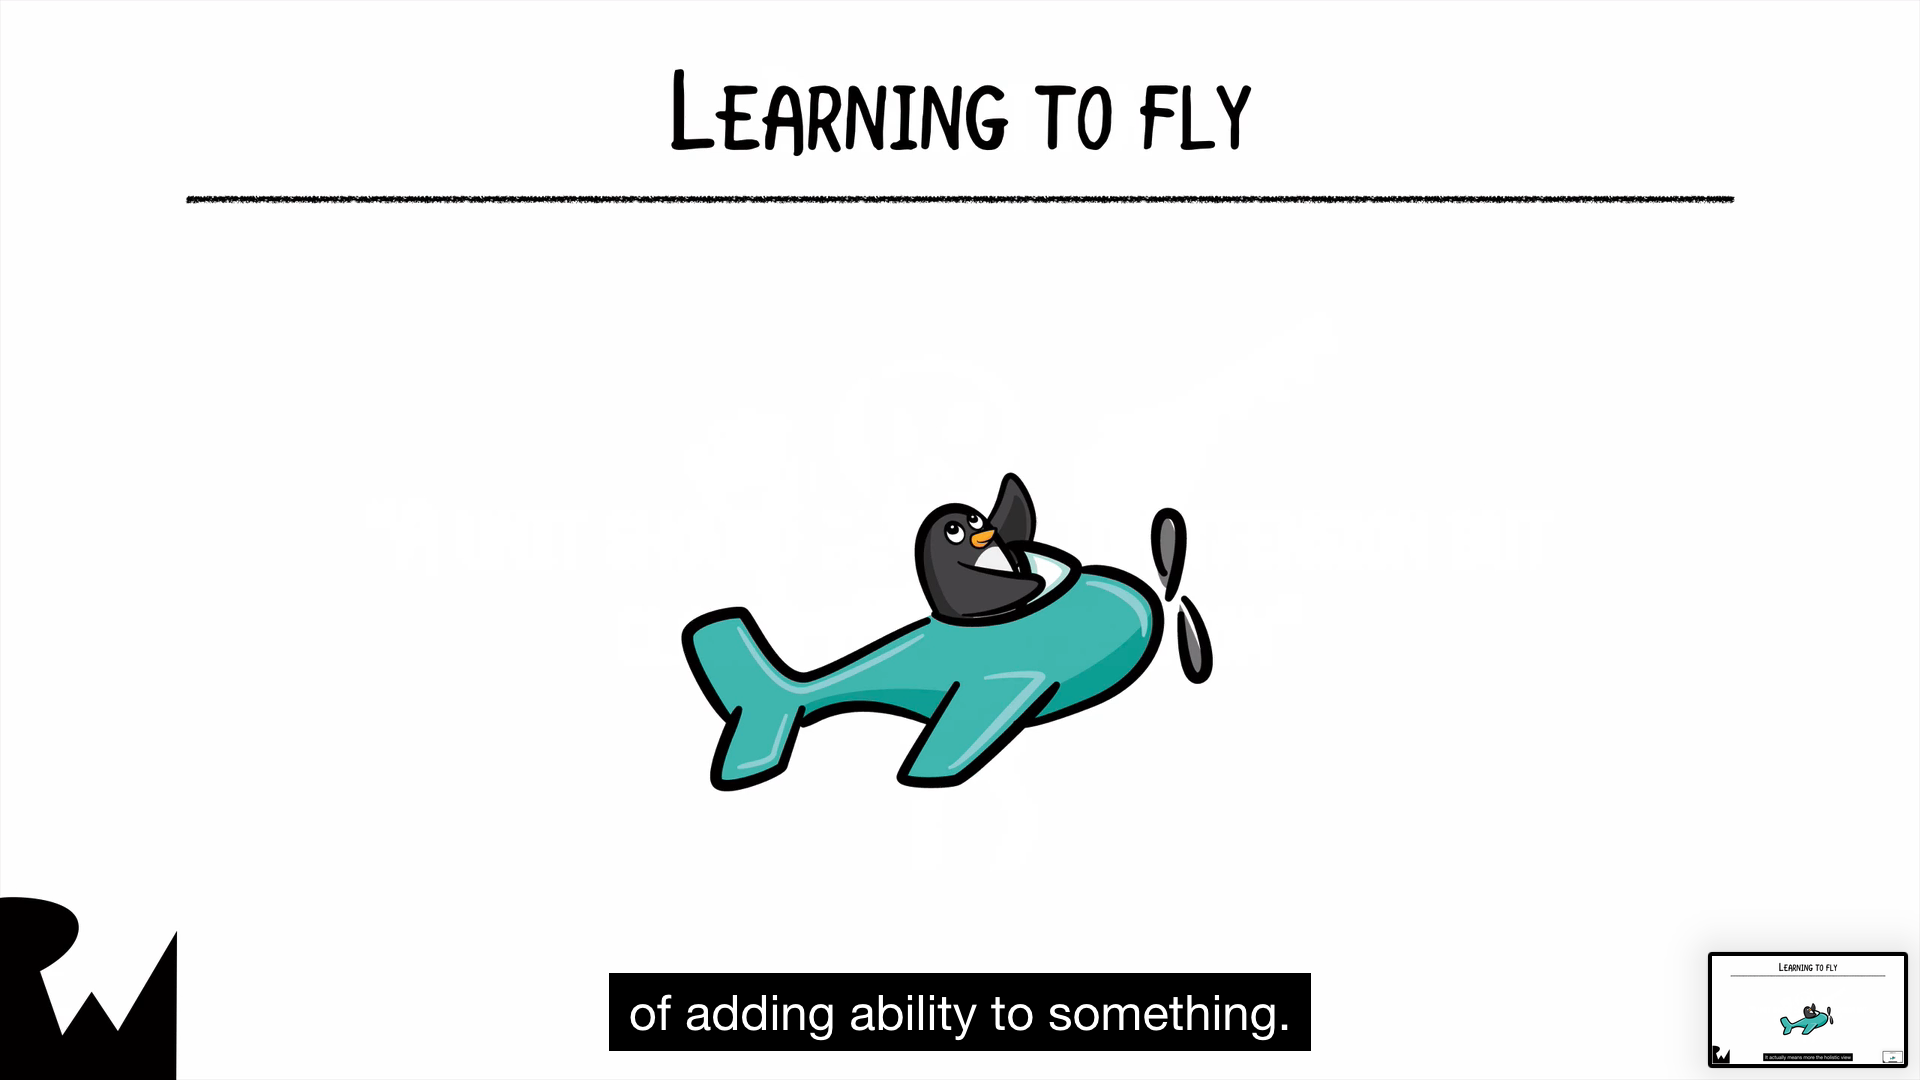 LEARNING TO FLY
of adding ability to something.
LEARNING TO FLY
It actually means more the holistic view